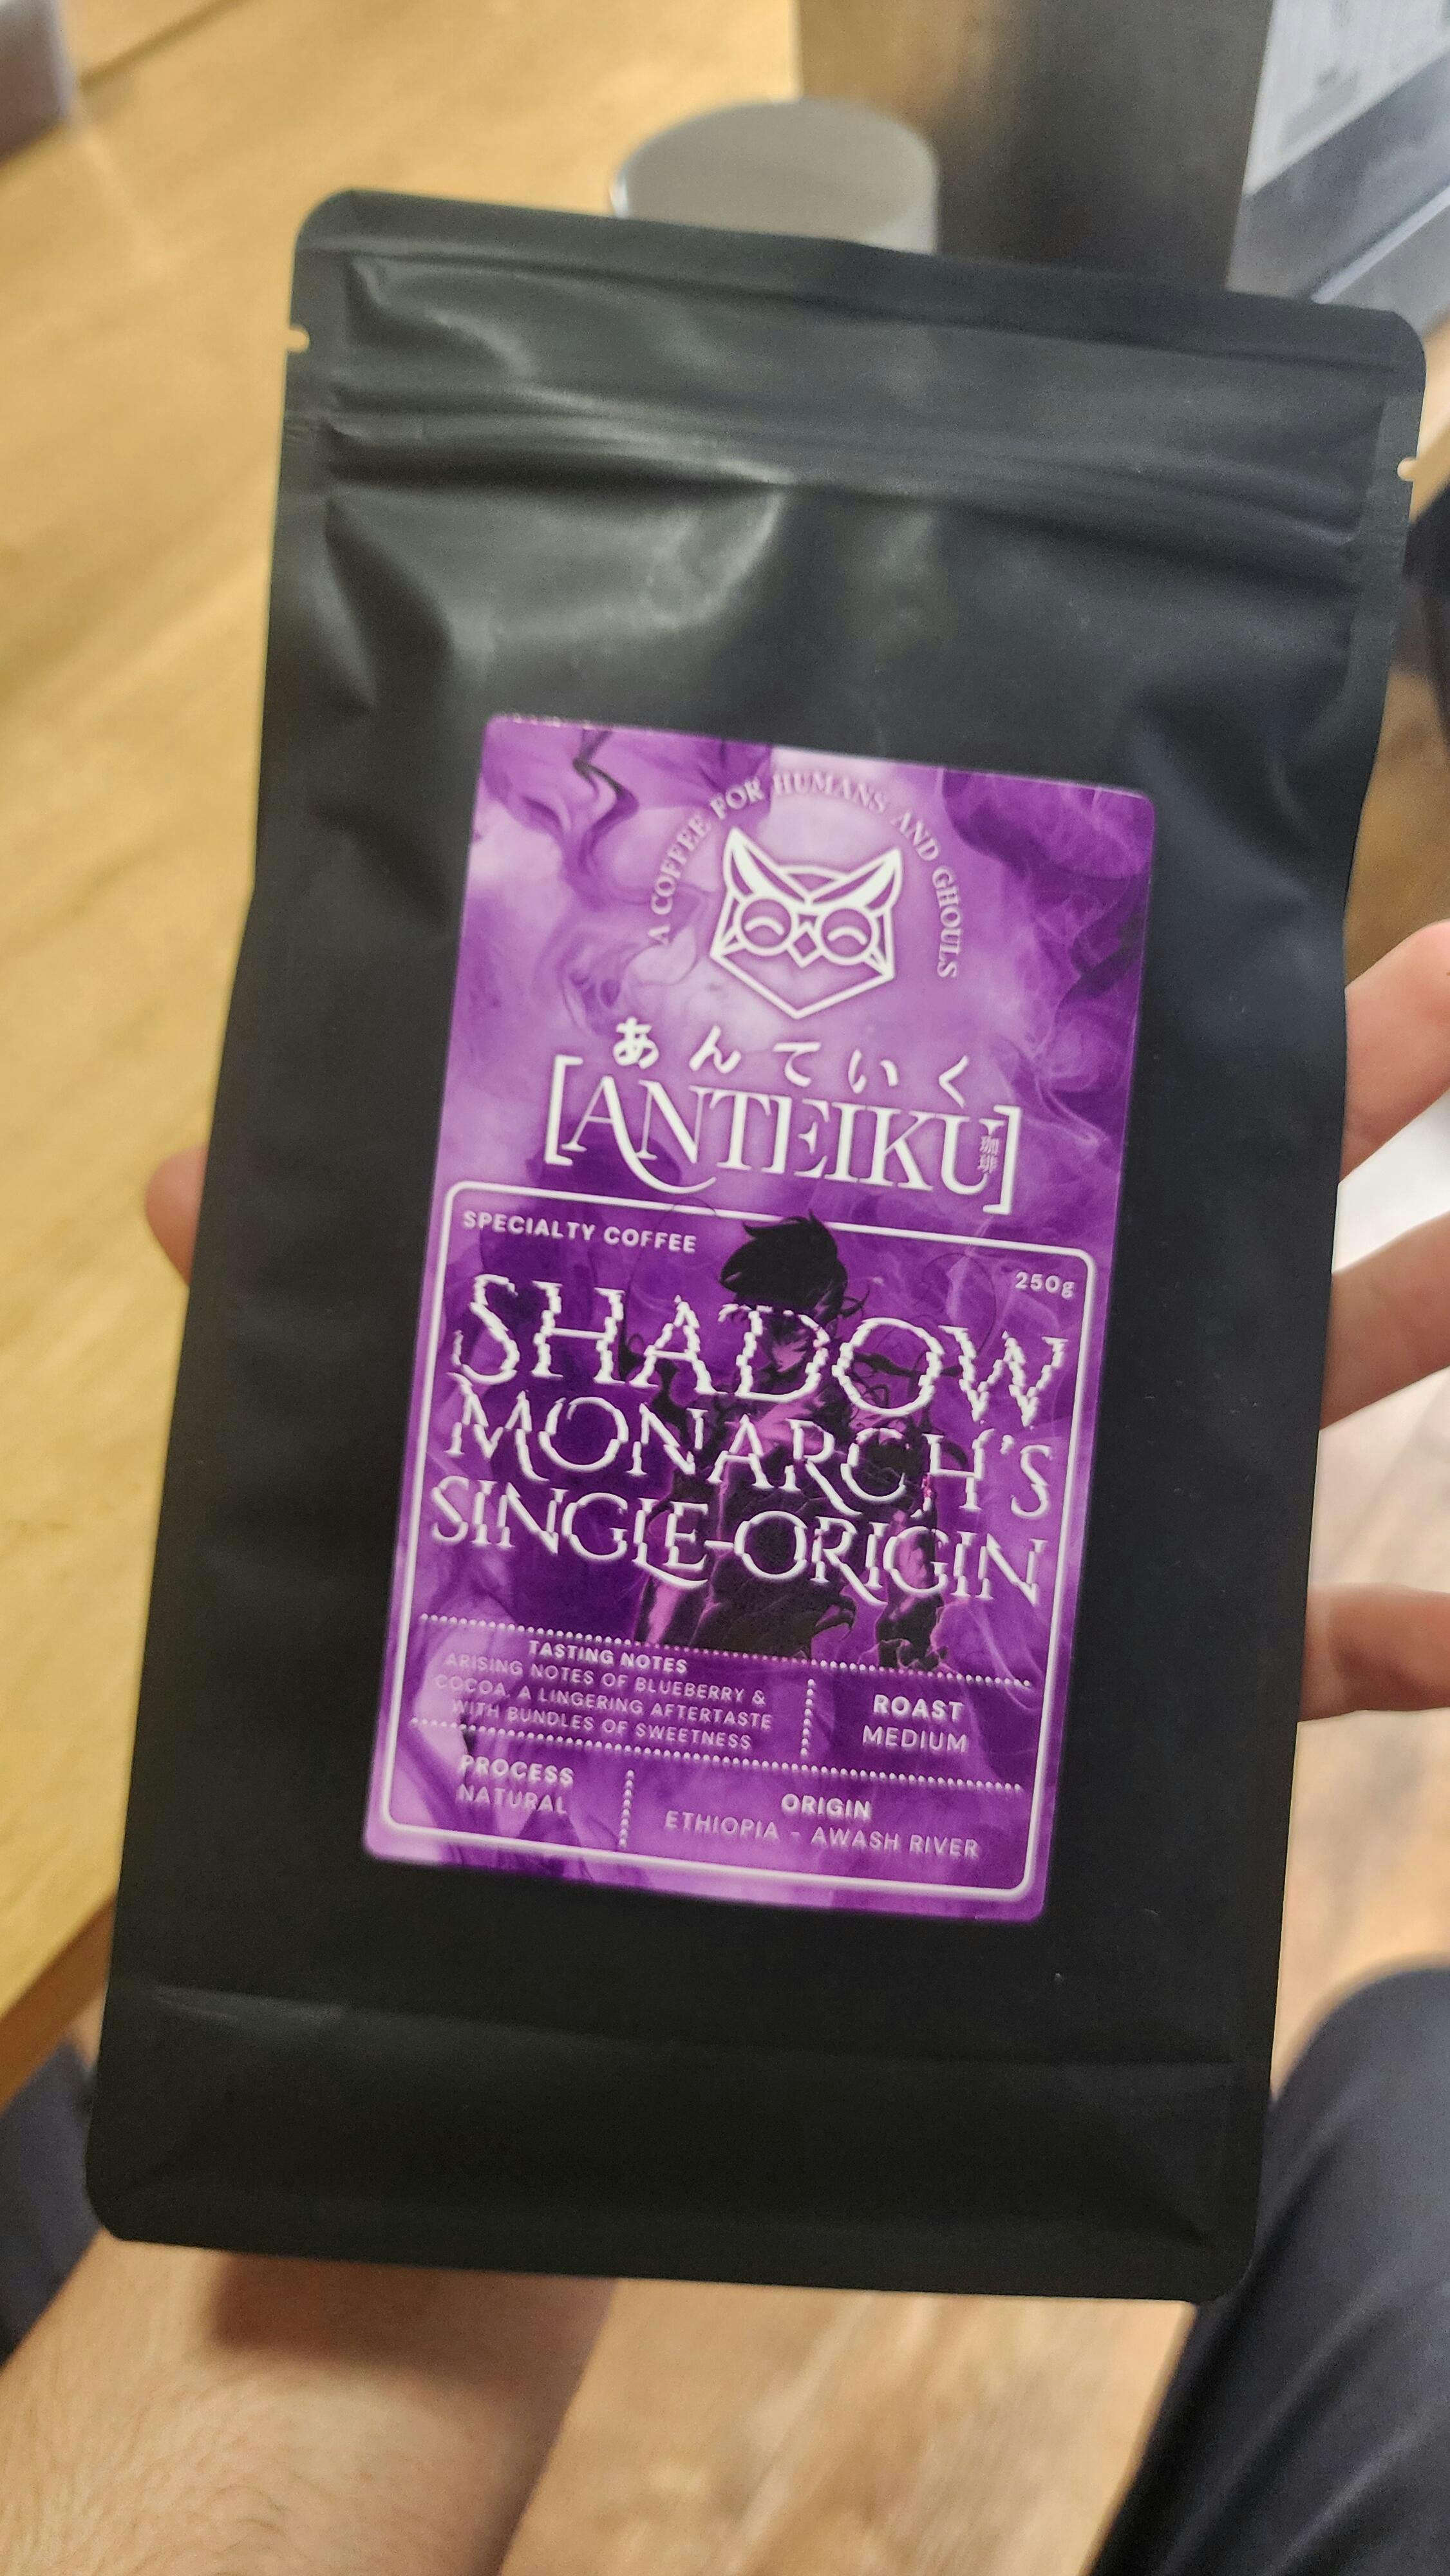 A COFFEE FOR HUMANS AND GHOULS
あんていく
[ANTEIKU]
珈琲
SPECIALTY COFFEE
250g
SHADOW
MONARCH'S
SINGLE-ORIGIN
TASTING NOTES
ARISING NOTES OF BLUEBERRY &
COCOA, A LINGERING AFTERTASTE
WITH BUNDLES OF SWEETNESS
ROAST
MEDIUM
PROCESS
NATURAL
ORIGIN
ETHIOPIA - AWASH RIVER